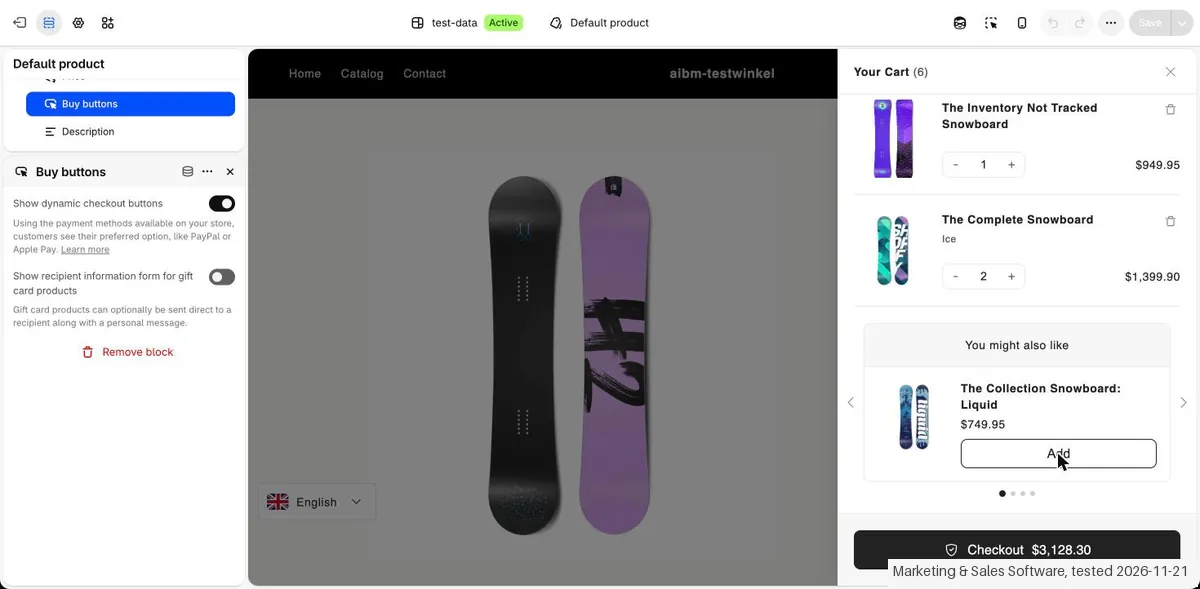 test-data
Active
Default product
...
Save
Default product
Buy buttons
Description
Buy buttons
...
Show dynamic checkout buttons
Using the payment methods available on your store,
customers see their preferred option, like PayPal or
Apple Pay. Learn more
Show recipient information form for gift
card products
Gift card products can optionally be sent direct to a
recipient along with a personal message.
Remove block
Home
Catalog
Contact
aibm-testwinkel
English
Your Cart (6)
The Inventory Not Tracked
Snowboard
- 1 +
$949.95
The Complete Snowboard
Ice
- 2 +
$1,399.90
You might also like
The Collection Snowboard:
Liquid
$749.95
Add
Checkout $3,128.30
Marketing & Sales Software, tested 2026-11-21